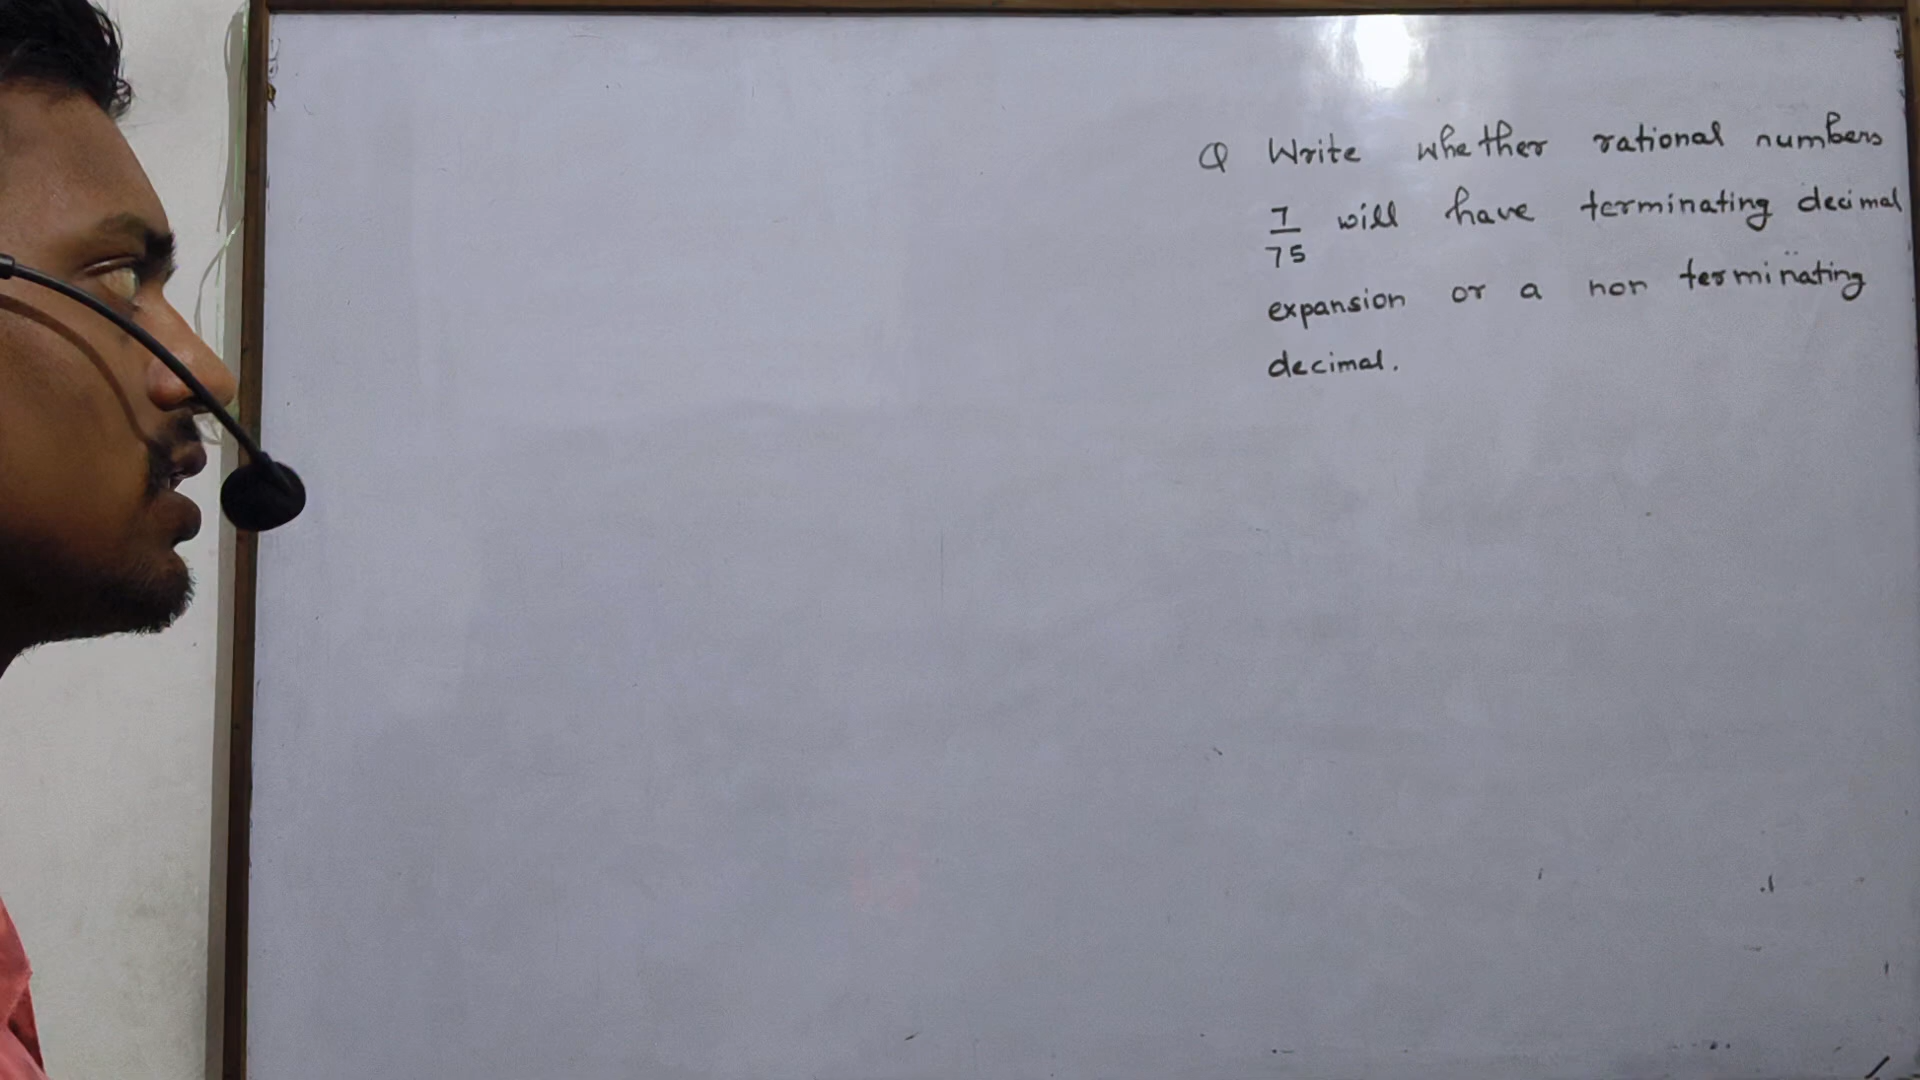 Q Write whether rational numbers
7/75 will have terminating decimal
expansion or a non terminating
decimal.